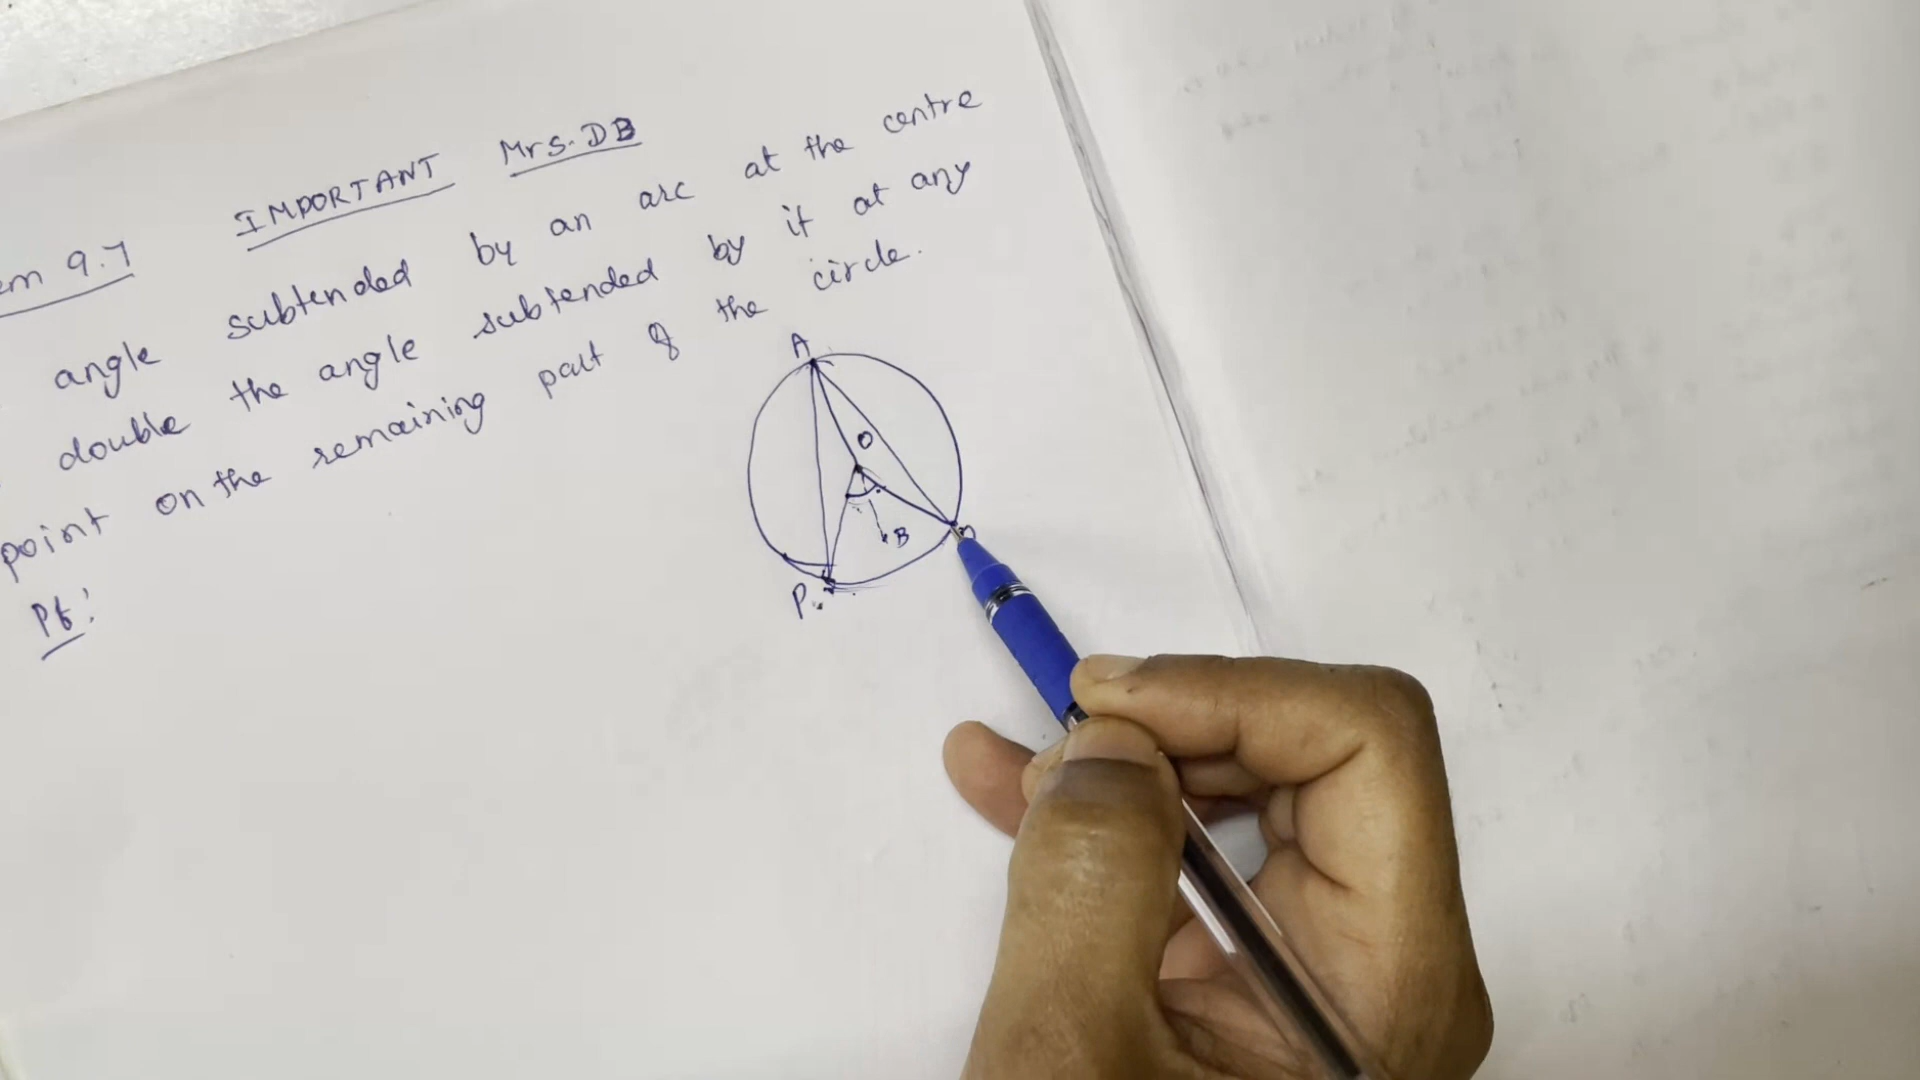 em 9.7 IMPORTANT Mrs. DB
angle subtended by an arc at the centre
double the angle subtended by it at any
point on the remaining part of the circle.
Pf:
A
O
B
P